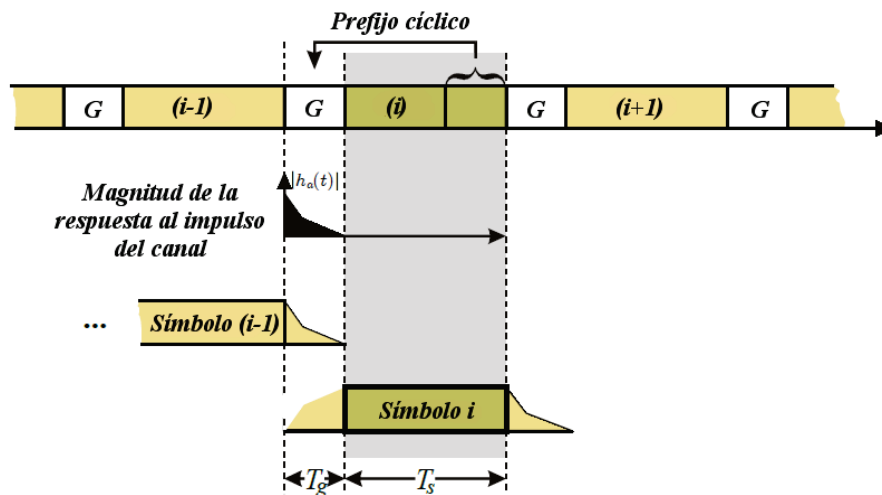 Prefijo cíclico
G (i-1) G (i) G (i+1) G
|h_a(t)|
Magnitud de la
respuesta al impulso
del canal
... Símbolo (i-1)
Símbolo i
T_g T_s